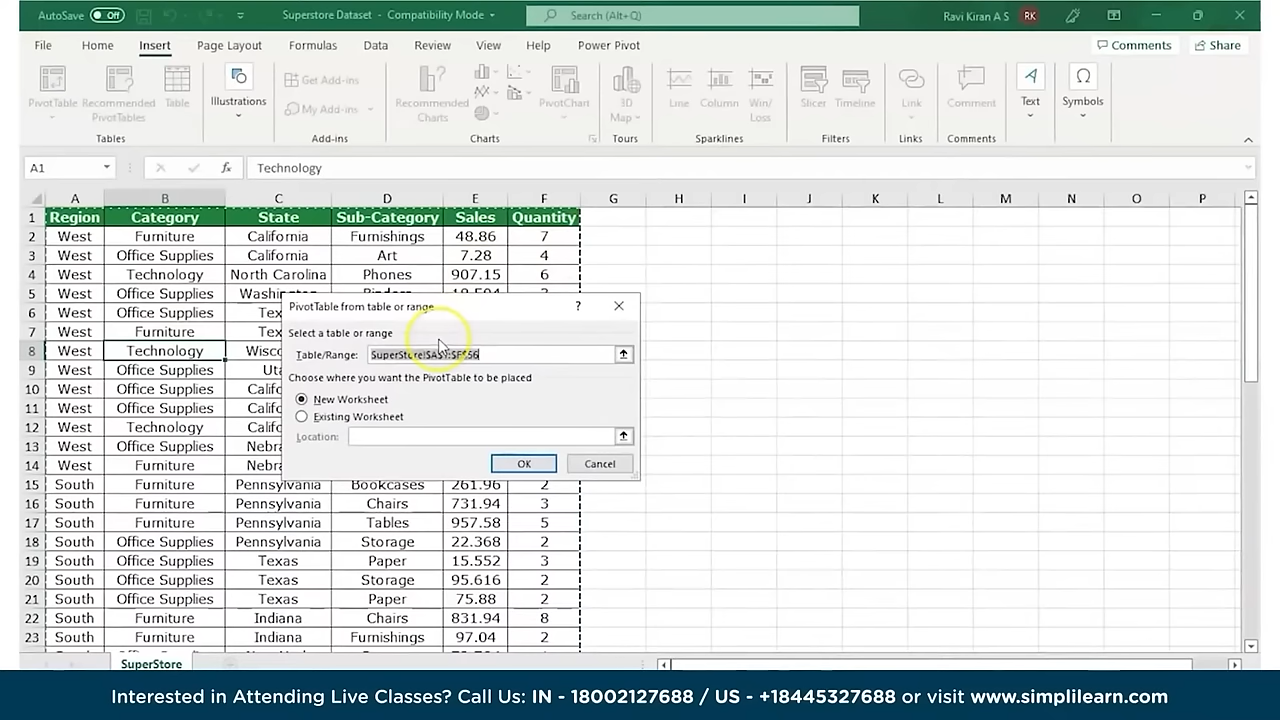 AutoSave Off Superstore Dataset - Compatibility Mode Search (Alt+Q) Ravi Kiran A S RK
File Home Insert Page Layout Formulas Data Review View Help Power Pivot Comments Share
PivotTable Recommended PivotTables Table Illustrations Get Add-ins My Add-ins Recommended Charts PivotChart 3D Map Line Column Win/Loss Slicer Timeline Link Comment Text Symbols
Tables Add-ins Charts Tours Sparklines Filters Links Comments
A1 fx Technology
A B C D E F G H I J K L M N O P
1 Region Category State Sub-Category Sales Quantity
2 West Furniture California Furnishings 48.86 7
3 West Office Supplies California Art 7.28 4
4 West Technology North Carolina Phones 907.15 6
5 West Office Supplies
6 West Office Supplies
7 West Furniture
8 West Technology
9 West Office Supplies
10 West Office Supplies
11 West Office Supplies
12 West Technology
13 West Office Supplies
14 West Furniture
PivotTable from table or range ?
Select a table or range
Table/Range:
Choose where you want the PivotTable to be placed
New Worksheet
Existing Worksheet
Location:
OK Cancel
15 South Furniture Pennsylvania Bookcases 261.96 2
16 South Furniture Pennsylvania Chairs 731.94 3
17 South Furniture Pennsylvania Tables 957.58 5
18 South Office Supplies Pennsylvania Storage 22.368 2
19 South Office Supplies Texas Paper 15.552 3
20 South Office Supplies Texas Storage 95.616 2
21 South Office Supplies Texas Paper 75.88 2
22 South Furniture Indiana Chairs 831.94 8
23 South Furniture Indiana Furnishings 97.04 2
SuperStore
Interested in Attending Live Classes? Call Us: IN - 18002127688 / US - +18445327688 or visit www.simplilearn.com